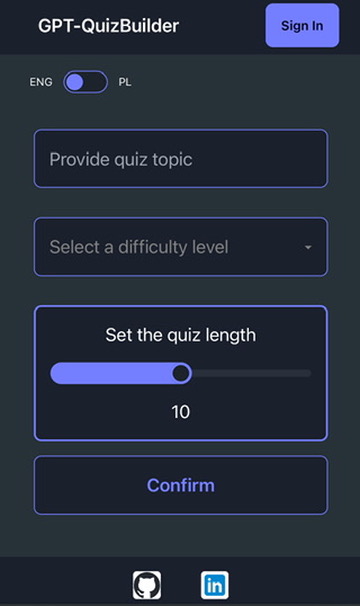 GPT-QuizBuilder
Sign In
ENG
PL
Provide quiz topic
Select a difficulty level
Set the quiz length
10
Confirm
in